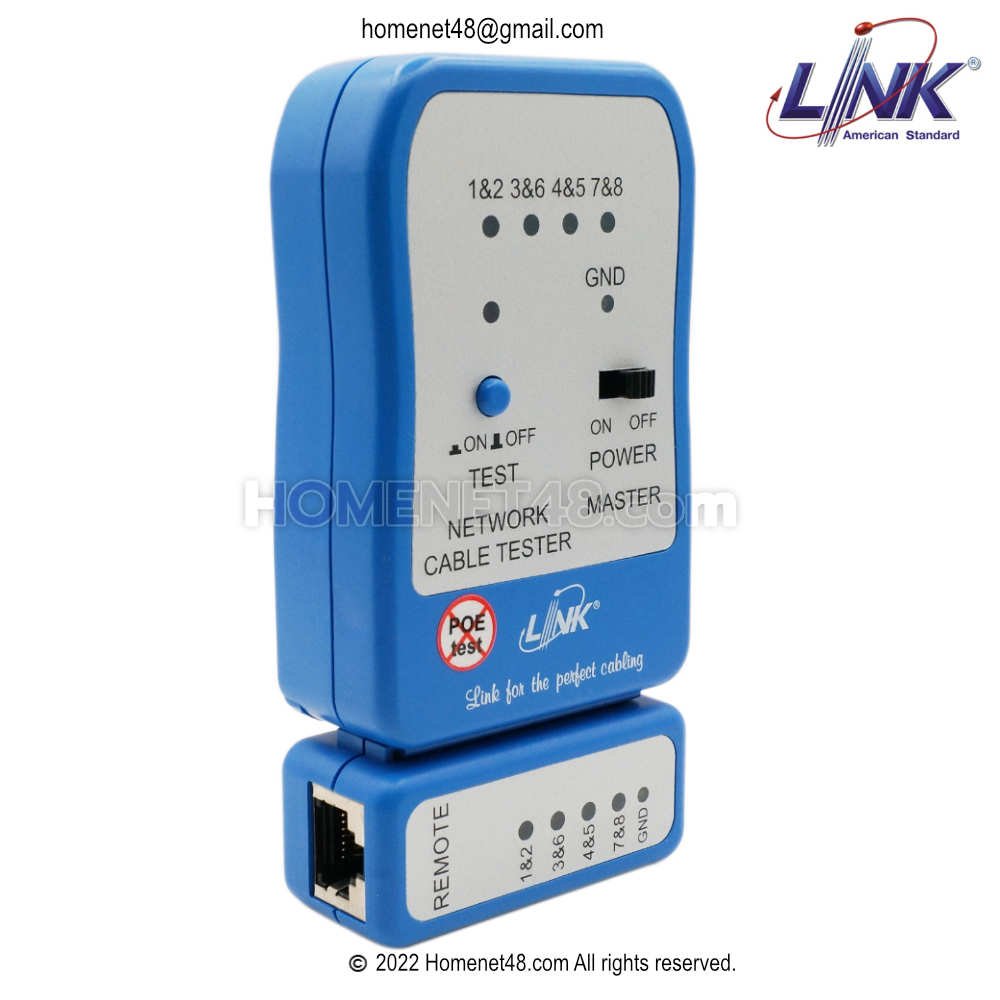 homenet48@gmail.com
LINK®
American Standard
1&2 3&6 4&5 7&8
GND
ON OFF
TEST
ON OFF
POWER
MASTER
HOMENET48.com
NETWORK
CABLE TESTER
POE
test
LINK®
Link for the perfect cabling
REMOTE
1&2
3&6
4&5
7&8
GND
© 2022 Homenet48.com All rights reserved.